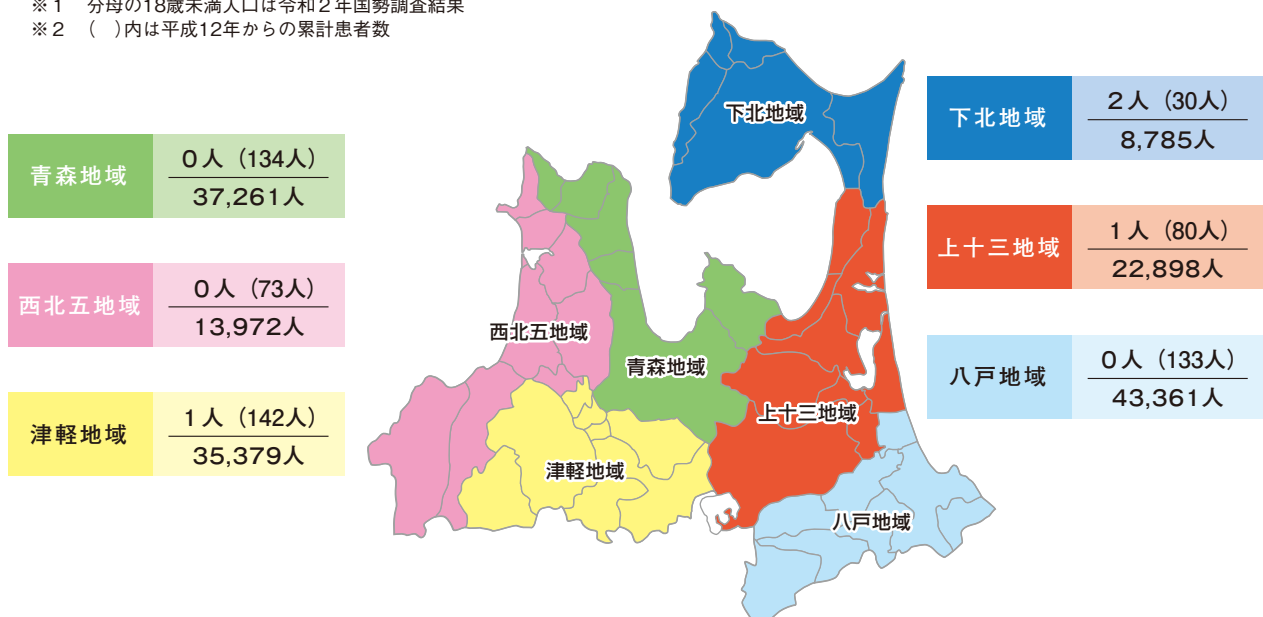 ※1 分母の18歳未満人口は令和2年国勢調査結果
※2 ( )内は平成12年からの累計患者数
青森地域
0人(134人)
37,261人
西北五地域
0人(73人)
13,972人
津軽地域
1人(142人)
35,379人
下北地域
西北五地域
青森地域
上十三地域
津軽地域
八戸地域
下北地域
2人(30人)
8,785人
上十三地域
1人(80人)
22,898人
八戸地域
0人(133人)
43,361人